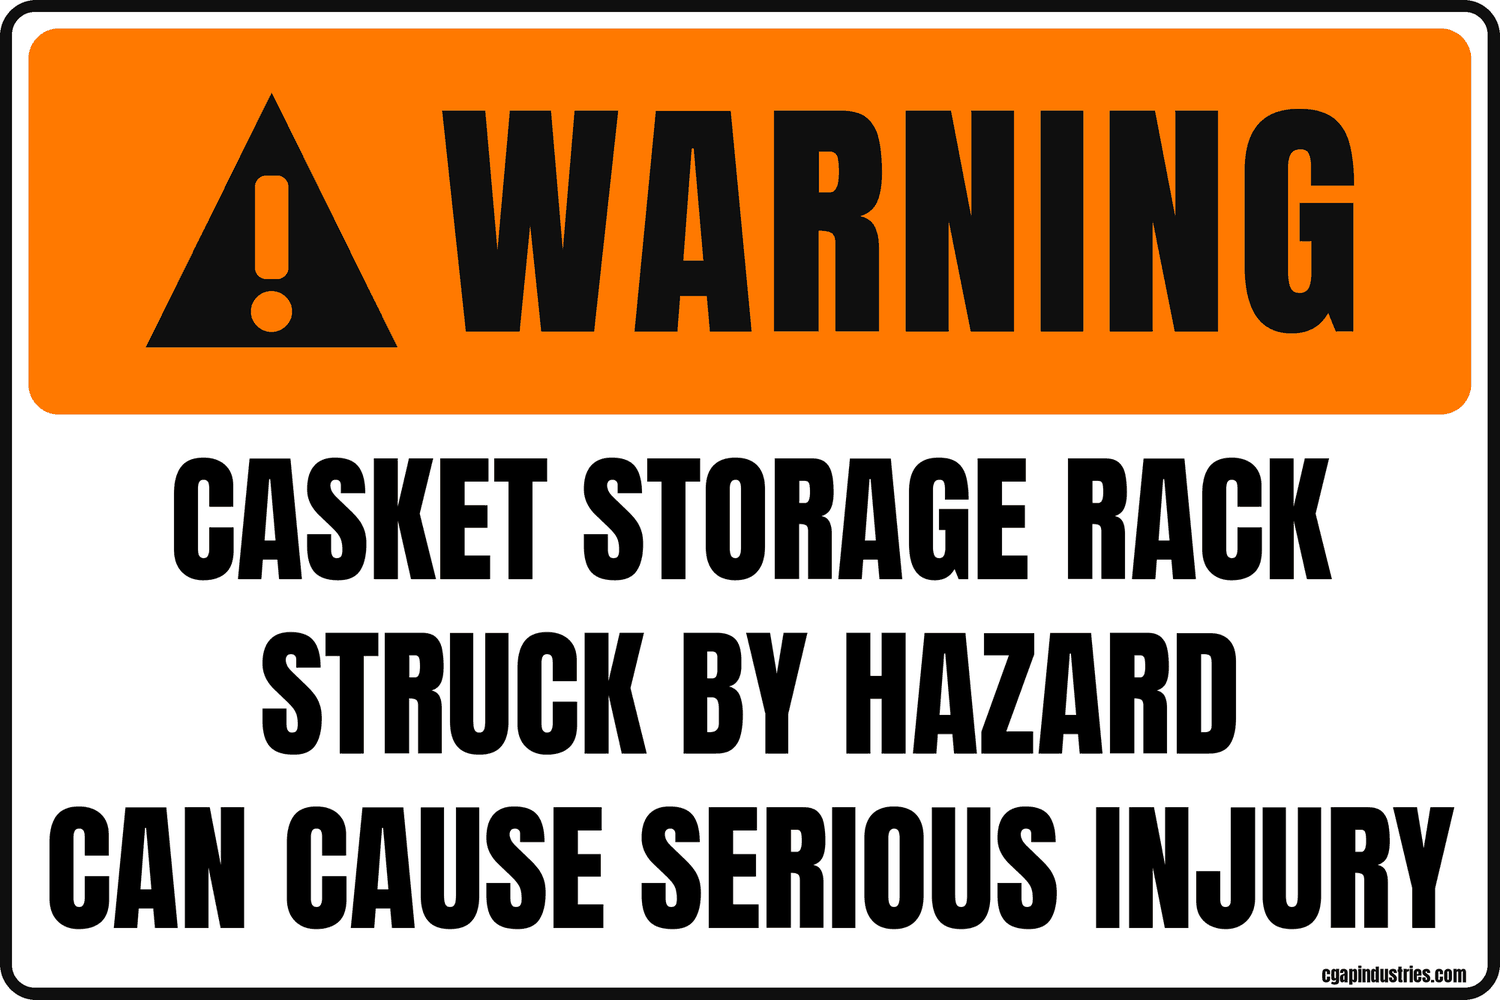 WARNING
CASKET STORAGE RACK
STRUCK BY HAZARD
CAN CAUSE SERIOUS INJURY
cgapindustries.com